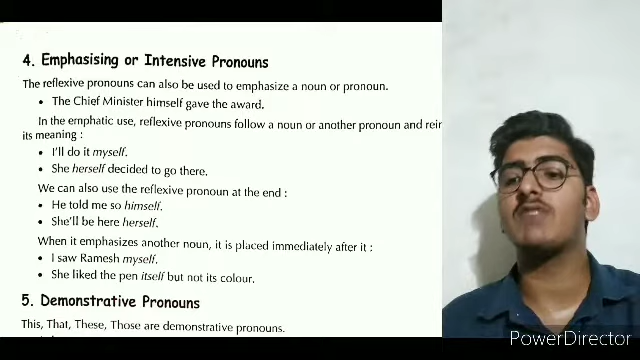 4. Emphasising or Intensive Pronouns
The reflexive pronouns can also be used to emphasize a noun or pronoun.
• The Chief Minister himself gave the award.
In the emphatic use, reflexive pronouns follow a noun or another pronoun and
its meaning :
• I'll do it myself.
• She herself decided to go there.
We can also use the reflexive pronoun at the end :
• He told me so himself.
• She'll be here herself.
When it emphasizes another noun, it is placed immediately after it :
• I saw Ramesh myself.
• She liked the pen itself but not its colour.
5. Demonstrative Pronouns
This, That, These, Those are demonstrative pronouns.
PowerDirector